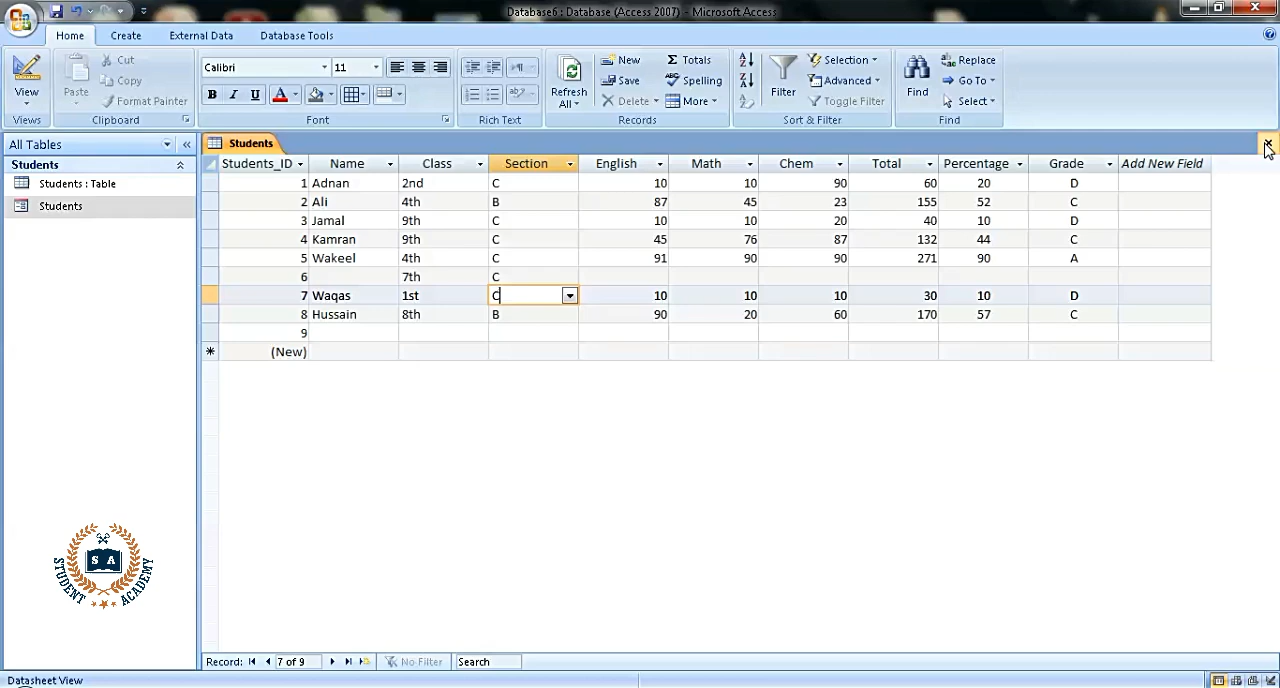 Database6 : Database (Access 2007) - Microsoft Access
Home Create External Data Database Tools
View Paste Cut Copy Format Painter
Calibri 11
B I U A
Refresh All New Save Delete Totals Spelling More
Filter Selection Advanced Toggle Filter
Find Replace Go To Select
Views Clipboard Font Rich Text Records Sort & Filter Find
All Tables «
Students
Students : Table
Students
Students
Students_ID Name Class Section English Math Chem Total Percentage Grade Add New Field
1 Adnan 2nd C 10 10 90 60 20 D
2 Ali 4th B 87 45 23 155 52 C
3 Jamal 9th C 10 10 20 40 10 D
4 Kamran 9th C 45 76 87 132 44 C
5 Wakeel 4th C 91 90 90 271 90 A
6 7th C
7 Waqas 1st C 10 10 10 30 10 D
8 Hussain 8th B 90 20 60 170 57 C
9
* (New)
S A
STUDENT ACADEMY
Record: 7 of 9 No Filter Search
Datasheet View